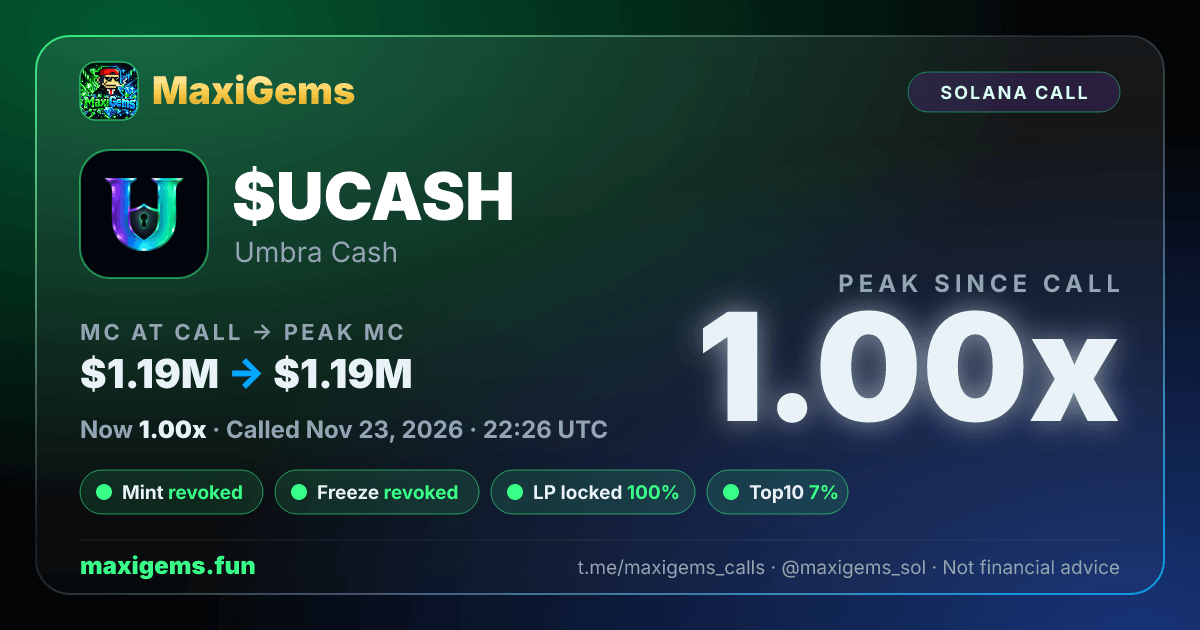 MaxiGems
MaxiGems
SOLANA CALL
$UCASH
Umbra Cash
PEAK SINCE CALL
1.00x
MC AT CALL → PEAK MC
$1.19M → $1.19M
Now 1.00x · Called Nov 23, 2026 · 22:26 UTC
Mint revoked
Freeze revoked
LP locked 100%
Top10 7%
maxigems.fun
t.me/maxigems_calls · @maxigems_sol · Not financial advice